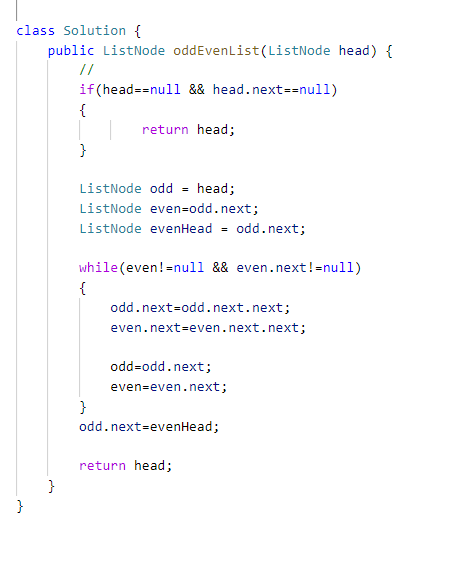 class Solution {
    public ListNode oddEvenList(ListNode head) {
        //
        if(head==null && head.next==null)
        {
                return head;
        }
        ListNode odd = head;
        ListNode even=odd.next;
        ListNode evenHead = odd.next;
        while(even!=null && even.next!=null)
        {
            odd.next=odd.next.next;
            even.next=even.next.next;
            odd=odd.next;
            even=even.next;
        }
        odd.next=evenHead;
        return head;
    }
}